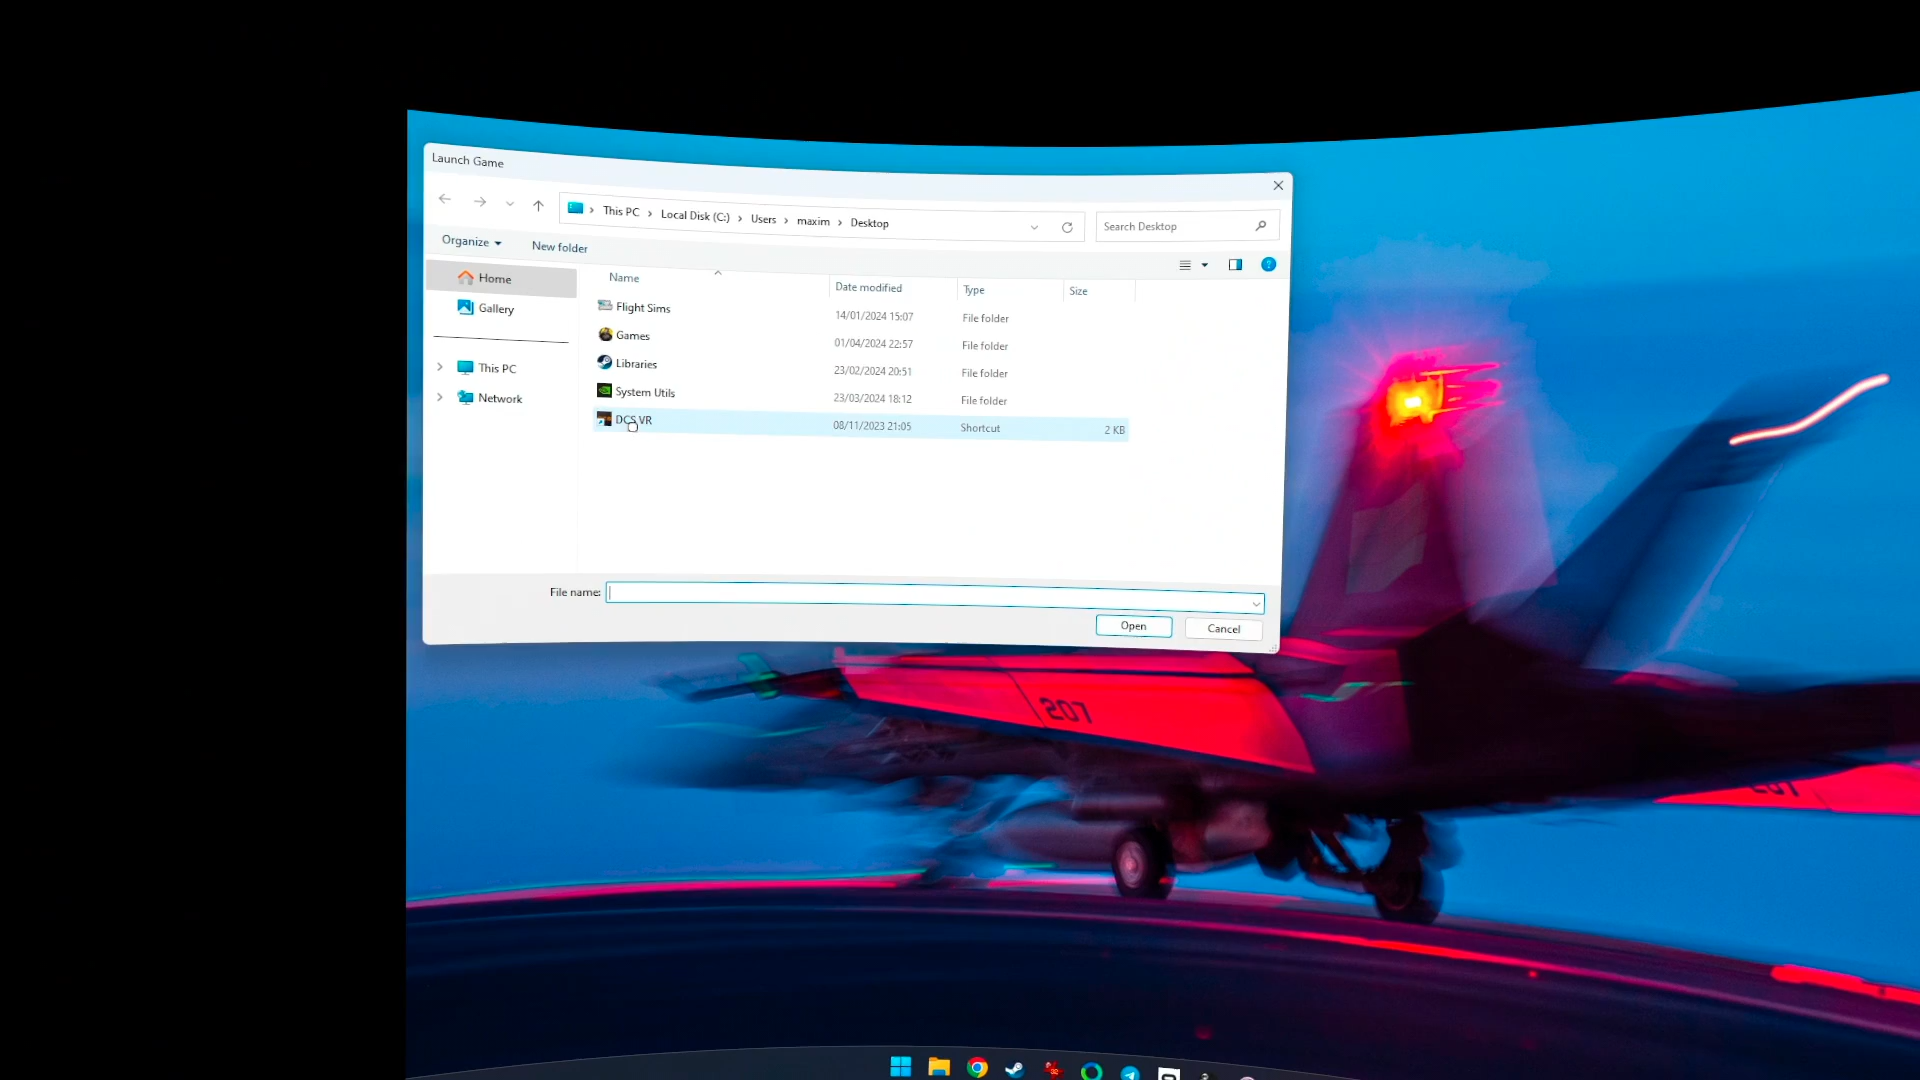 Launch Game
This PC > Local Disk (C:) > Users > maxim > Desktop
Search Desktop
Organize
New folder
Home
Gallery
This PC
Network
Name Date modified Type Size
Flight Sims 14/01/2024 15:07 File folder
Games 01/04/2024 22:57 File folder
Libraries 23/02/2024 20:51 File folder
System Utils 23/03/2024 18:12 File folder
DCS VR 08/11/2023 21:05 Shortcut 2 KB
File name:
Open
Cancel
207
207